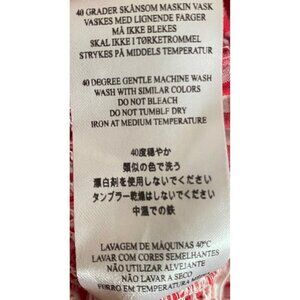 40 GRADER SKÅNSOM MASKIN VASK
VASKES MED LIGNENDE FARGER
MÅ IKKE BLEKES
SKAL IKKE I TØRKETROMMEL
STRYKES PÅ MIDDELS TEMPERATUR
40 DEGREE GENTLE MACHINE WASH
WASH WITH SIMILAR COLORS
DO NOT BLEACH
DO NOT TUMBLE DRY
IRON AT MEDIUM TEMPERATURE
40度穏やか
類似の色で洗う
漂白剤を使用しないでください
タンブラー乾燥はしないでください
中温での鉄
LAVAGEM DE MÁQUINAS 40°C
LAVAR COM CORES SEMELHANTES
NÃO UTILIZAR ALVEJANTE
NÃO LAVAR A SECO
FERRO EM TEMPERATURA